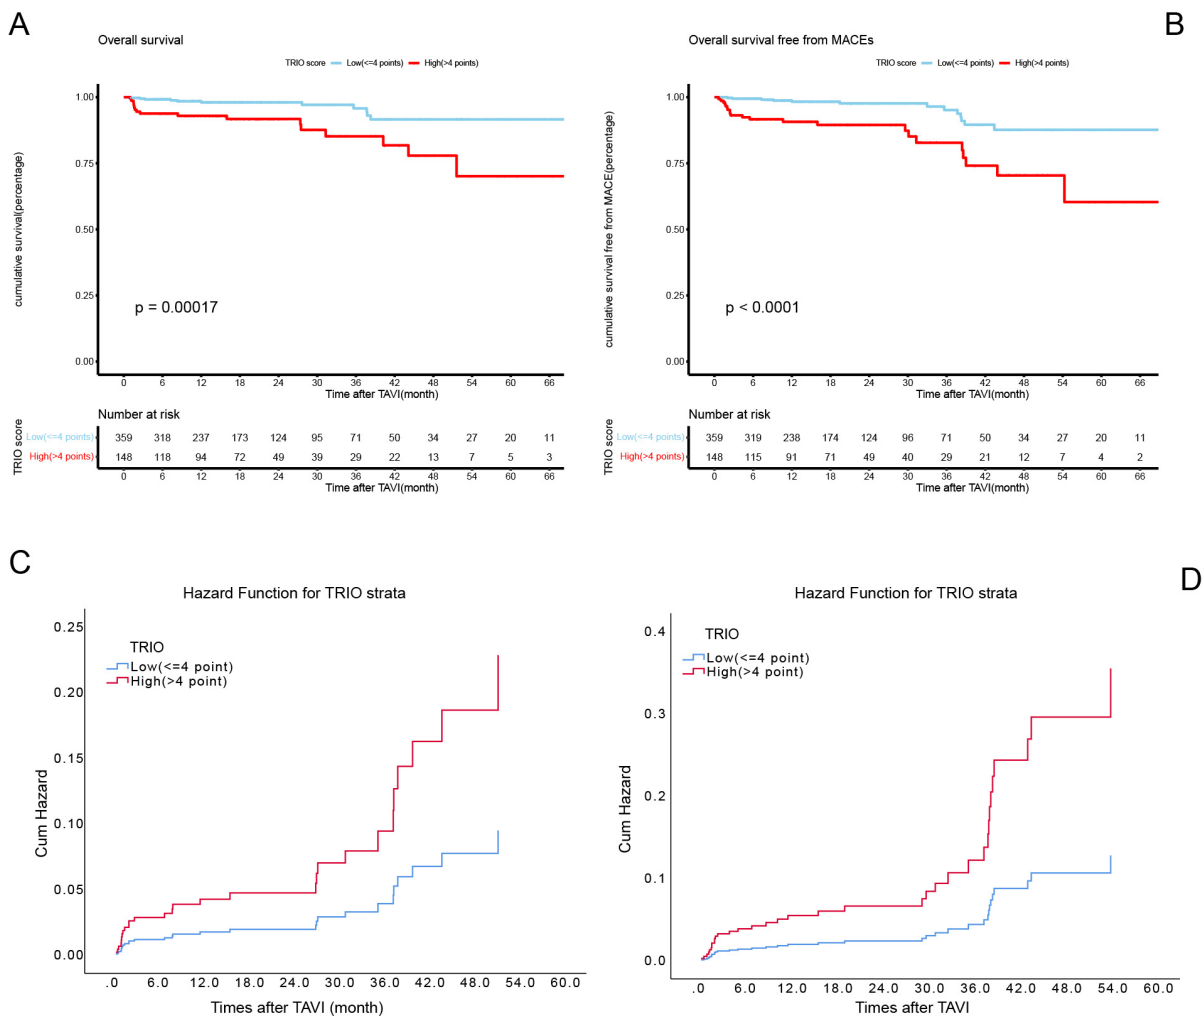 A
Overall survival
TRIO score Low(<=4 points) High(>4 points)
cumulative survival(percentage)
1.00
0.75
0.50
0.25
0.00
p = 0.00017
0 6 12 18 24 30 36 42 48 54 60 66
Time after TAVI(month)
Number at risk
TRIO score
Low(<=4 points) 359 318 237 173 124 95 71 50 34 27 20 11
High(>4 points) 148 118 94 72 49 39 29 22 13 7 5 3
0 6 12 18 24 30 36 42 48 54 60 66
Time after TAVI(month)
B
Overall survival free from MACEs
TRIO score Low(<=4 points) High(>4 points)
cumulative survival free from MACE(percentage)
1.00
0.75
0.50
0.25
0.00
p < 0.0001
0 6 12 18 24 30 36 42 48 54 60 66
Time after TAVI(month)
Number at risk
TRIO score
Low(<=4 points) 359 319 238 174 124 96 71 50 34 27 20 11
High(>4 points) 148 115 91 71 49 40 29 21 12 7 4 2
0 6 12 18 24 30 36 42 48 54 60 66
Time after TAVI(month)
C
Hazard Function for TRIO strata
TRIO
Low(<=4 point)
High(>4 point)
Cum Hazard
0.25
0.20
0.15
0.10
0.05
0.00
.0 6.0 12.0 18.0 24.0 30.0 36.0 42.0 48.0 54.0 60.0
Times after TAVI (month)
D
Hazard Function for TRIO strata
TRIO
Low(<=4 point)
High(>4 point)
Cum Hazard
0.4
0.3
0.2
0.1
0.0
.0 6.0 12.0 18.0 24.0 30.0 36.0 42.0 48.0 54.0 60.0
Times after TAVI